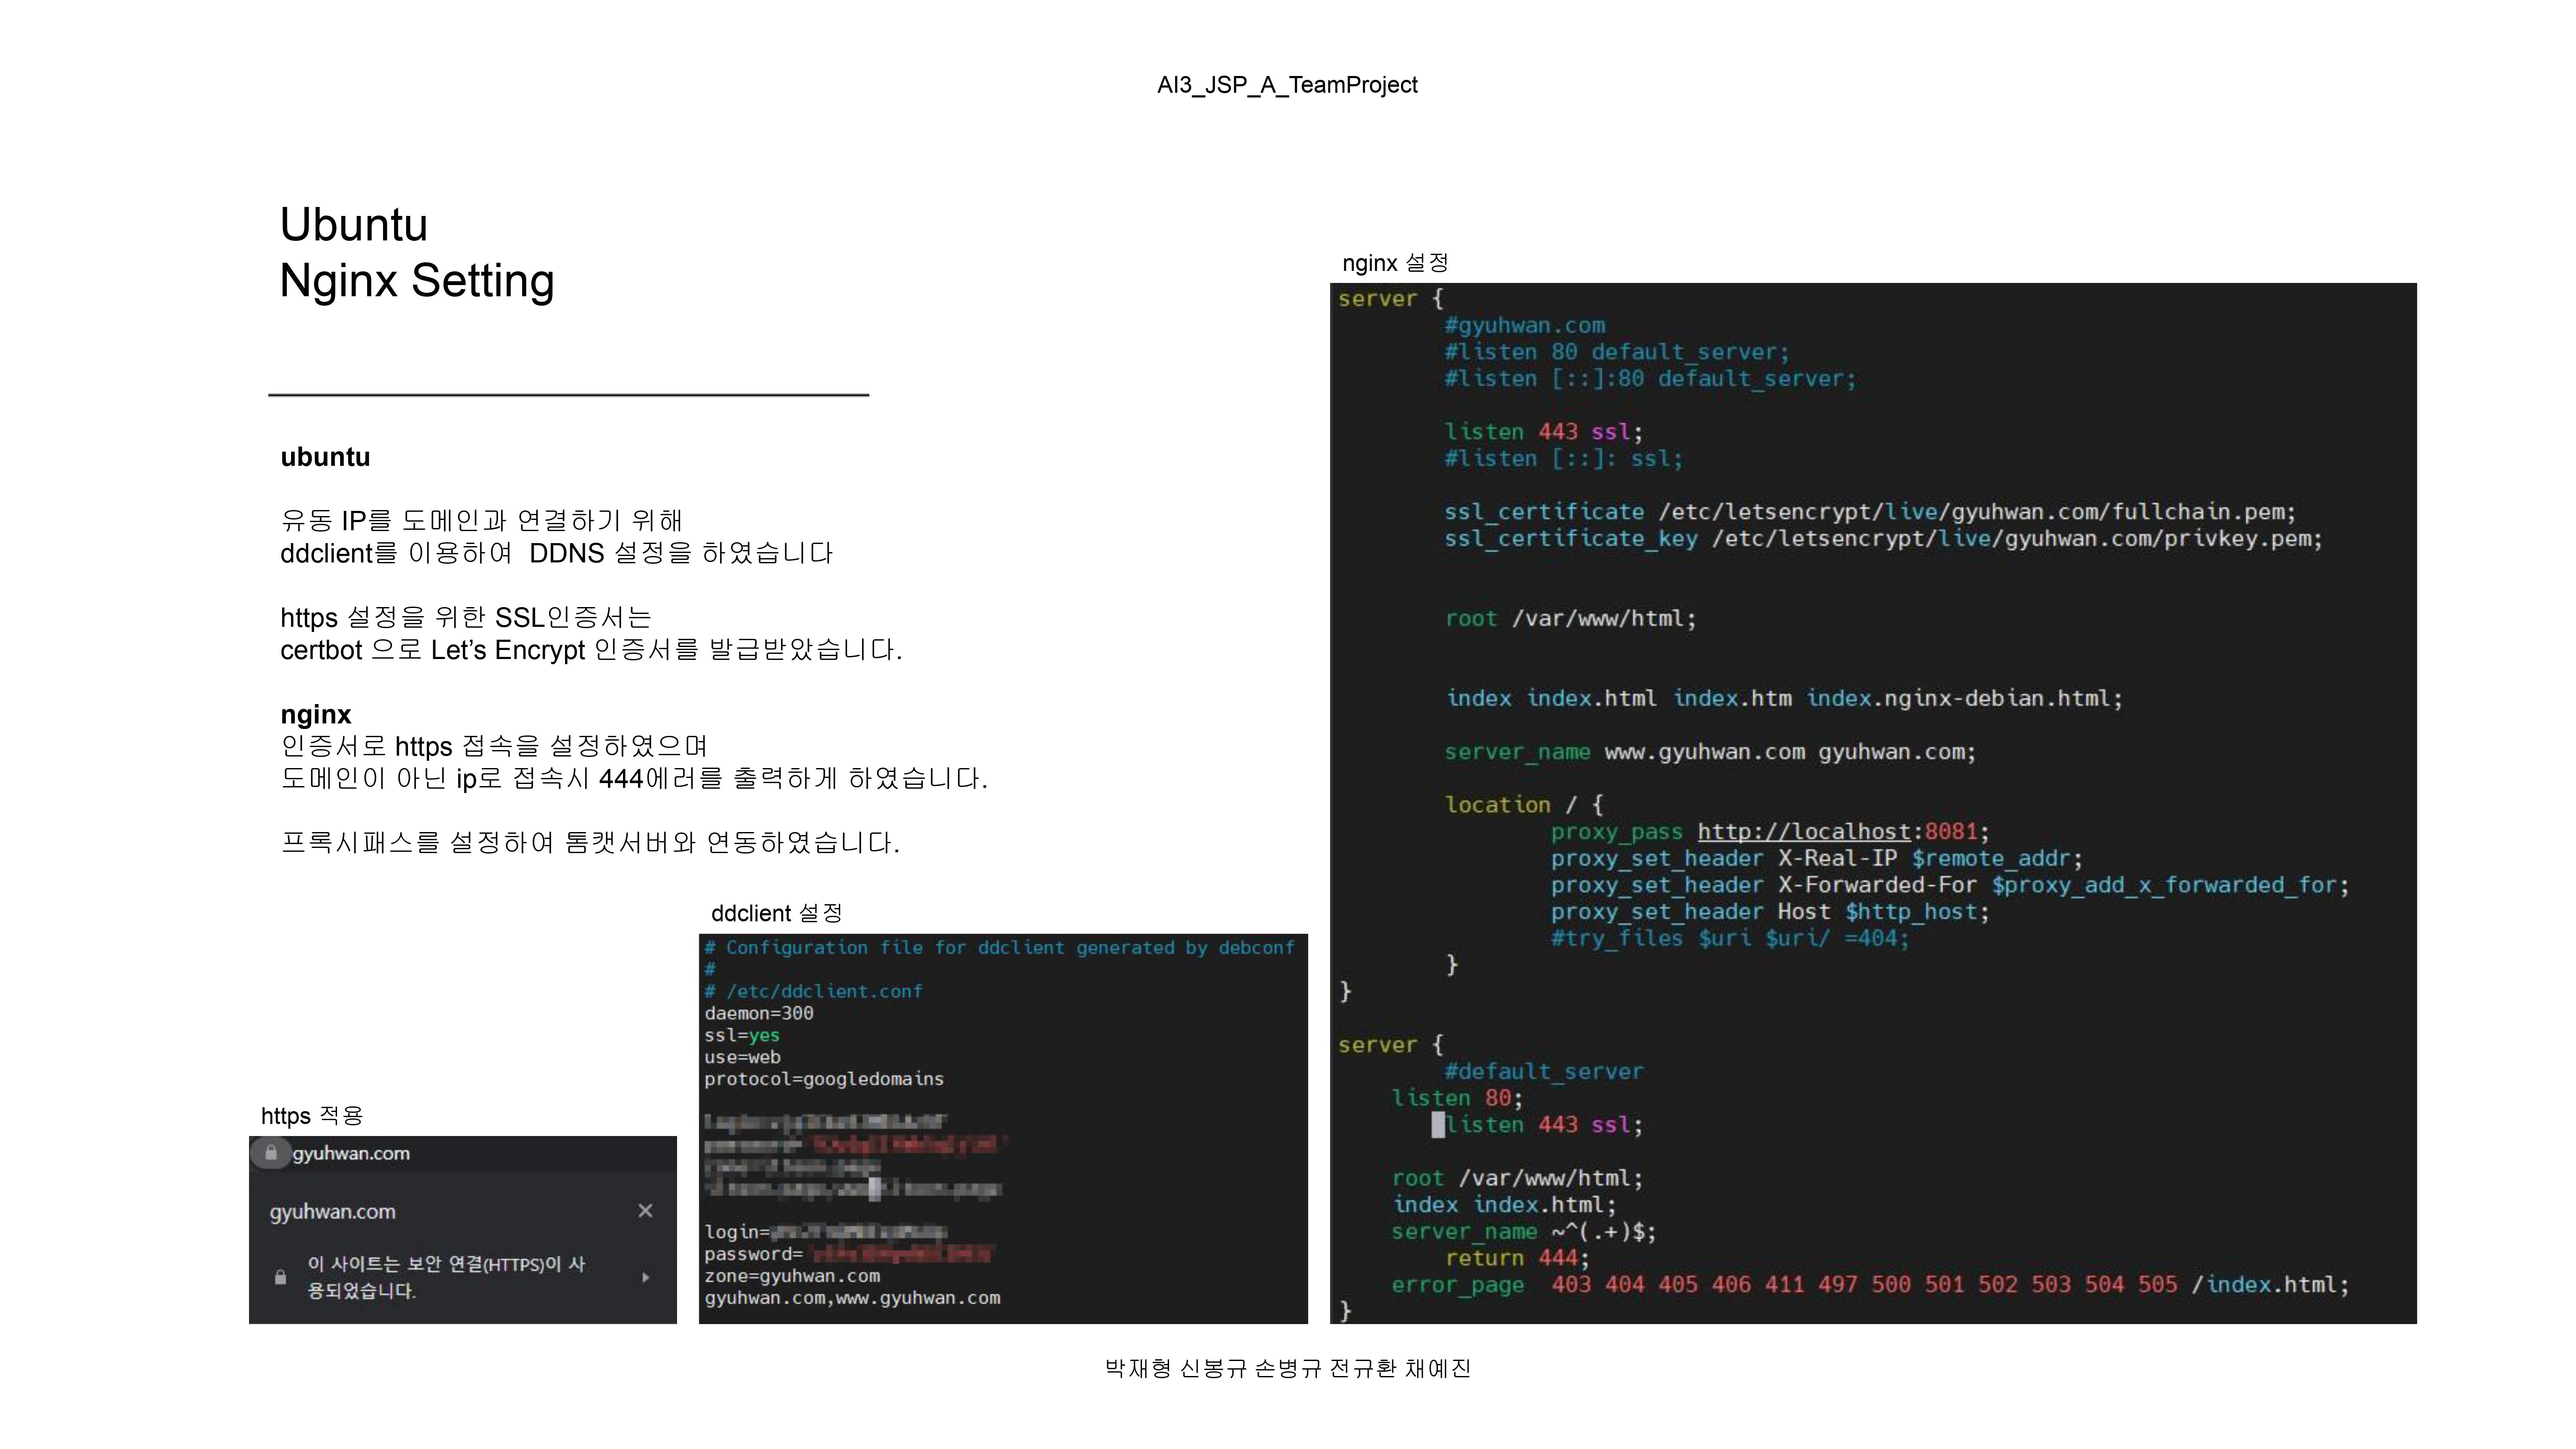 AI3_JSP_A_TeamProject
Ubuntu
Nginx Setting
ubuntu
유동 IP를 도메인과 연결하기 위해
ddclient를 이용하여  DDNS 설정을 하였습니다
https 설정을 위한 SSL인증서는
certbot 으로 Let’s Encrypt 인증서를 발급받았습니다.
nginx
인증서로 https 접속을 설정하였으며
도메인이 아닌 ip로 접속시 444에러를 출력하게 하였습니다.
프록시패스를 설정하여 톰캣서버와 연동하였습니다.
https 적용
gyuhwan.com
gyuhwan.com
이 사이트는 보안 연결(HTTPS)이 사
용되었습니다.
ddclient 설정
# Configuration file for ddclient generated by debconf
#
# /etc/ddclient.conf
daemon=300
ssl=yes
use=web
protocol=googledomains
login=
password=
zone=gyuhwan.com
gyuhwan.com,www.gyuhwan.com
nginx 설정
server {
#gyuhwan.com
#listen 80 default_server;
#listen [::]:80 default_server;
listen 443 ssl;
#listen [::]: ssl;
ssl_certificate /etc/letsencrypt/live/gyuhwan.com/fullchain.pem;
ssl_certificate_key /etc/letsencrypt/live/gyuhwan.com/privkey.pem;
root /var/www/html;
index index.html index.htm index.nginx-debian.html;
server_name www.gyuhwan.com gyuhwan.com;
location / {
proxy_pass http://localhost:8081;
proxy_set_header X-Real-IP $remote_addr;
proxy_set_header X-Forwarded-For $proxy_add_x_forwarded_for;
proxy_set_header Host $http_host;
#try_files $uri $uri/ =404;
}
}
server {
#default_server
listen 80;
listen 443 ssl;
root /var/www/html;
index index.html;
server_name ~^(.+)$;
return 444;
error_page  403 404 405 406 411 497 500 501 502 503 504 505 /index.html;
}
박재형 신봉규 손병규 전규환 채예진